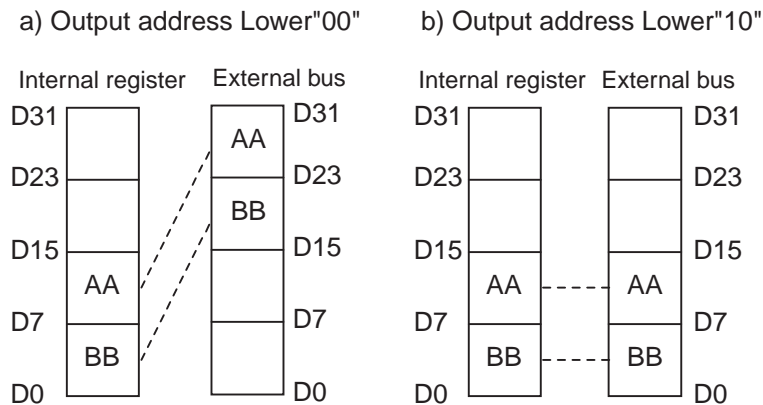 a) Output address Lower"00"
b) Output address Lower"10"
Internal register
External bus
D31
D31
AA
D23
D23
BB
D15
D15
AA
D7
D7
BB
D0
D0
Internal register
External bus
D31
D31
D23
D23
D15
D15
AA
AA
D7
D7
BB
BB
D0
D0